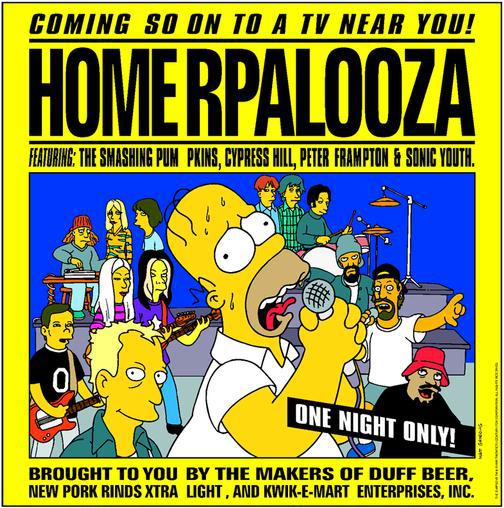 COMING SO ON TO A TV NEAR YOU!
HOME RPALOOZA
FEATURING: THE SMASHING PUM PKINS, CYPRESS HILL, PETER FRAMPTON & SONIC YOUTH.
O
ONE NIGHT ONLY!
MATT GROENING
BROUGHT TO YOU BY THE MAKERS OF DUFF BEER,
NEW PORK RINDS XTRA LIGHT, AND KWIK-E-MART ENTERPRISES, INC.